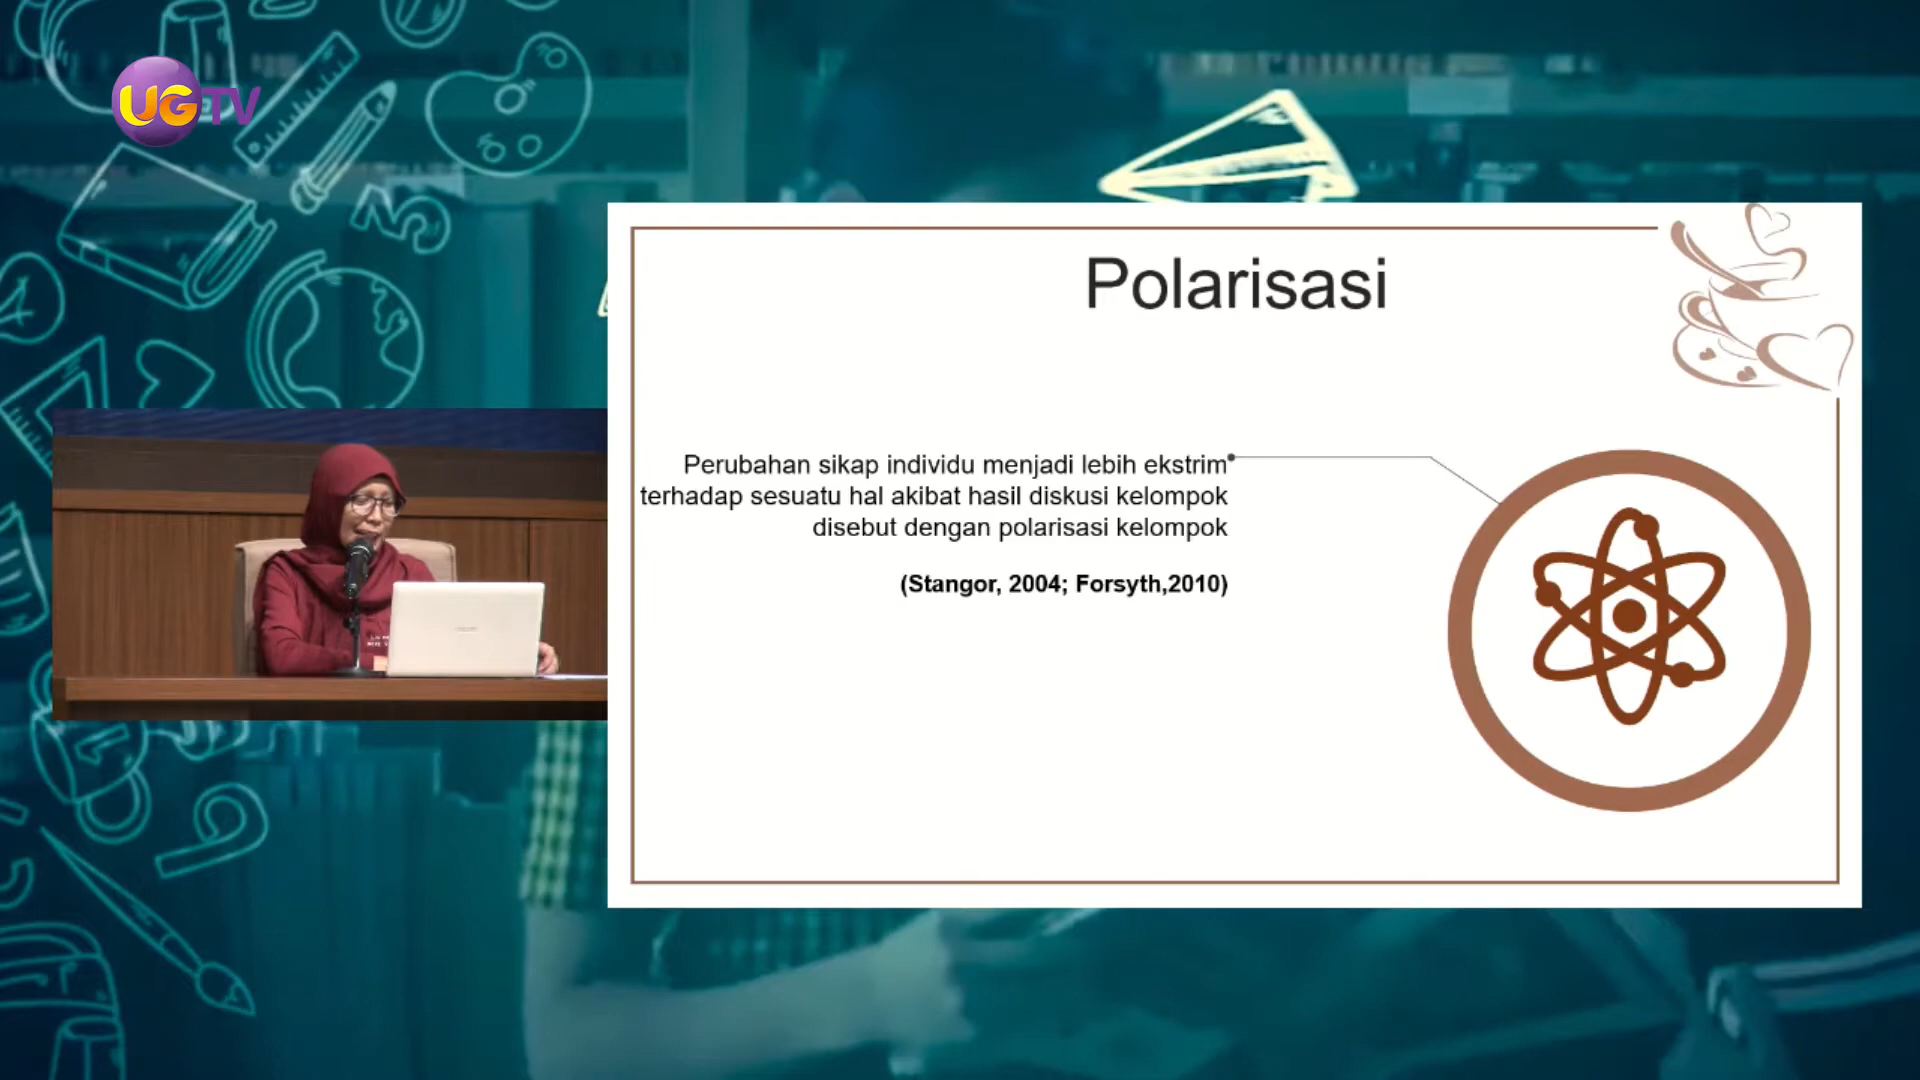 UGTV
Polarisasi
Perubahan sikap individu menjadi lebih ekstrim
terhadap sesuatu hal akibat hasil diskusi kelompok
disebut dengan polarisasi kelompok
(Stangor, 2004; Forsyth,2010)